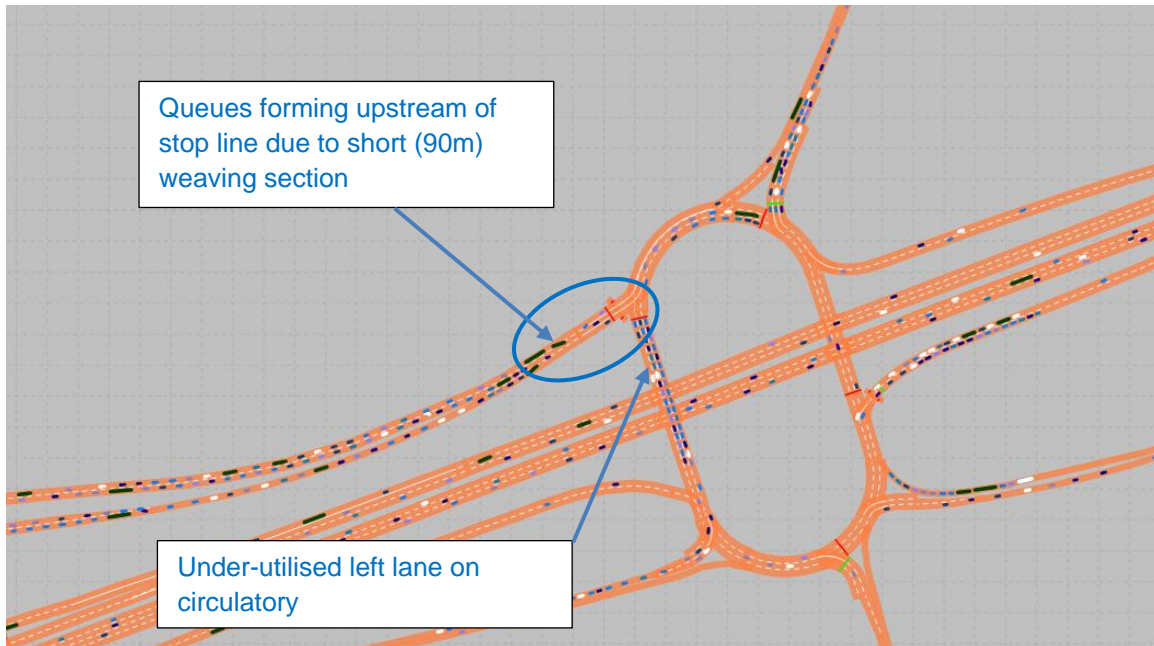 Queues forming upstream of
stop line due to short (90m)
weaving section
Under-utilised left lane on
circulatory